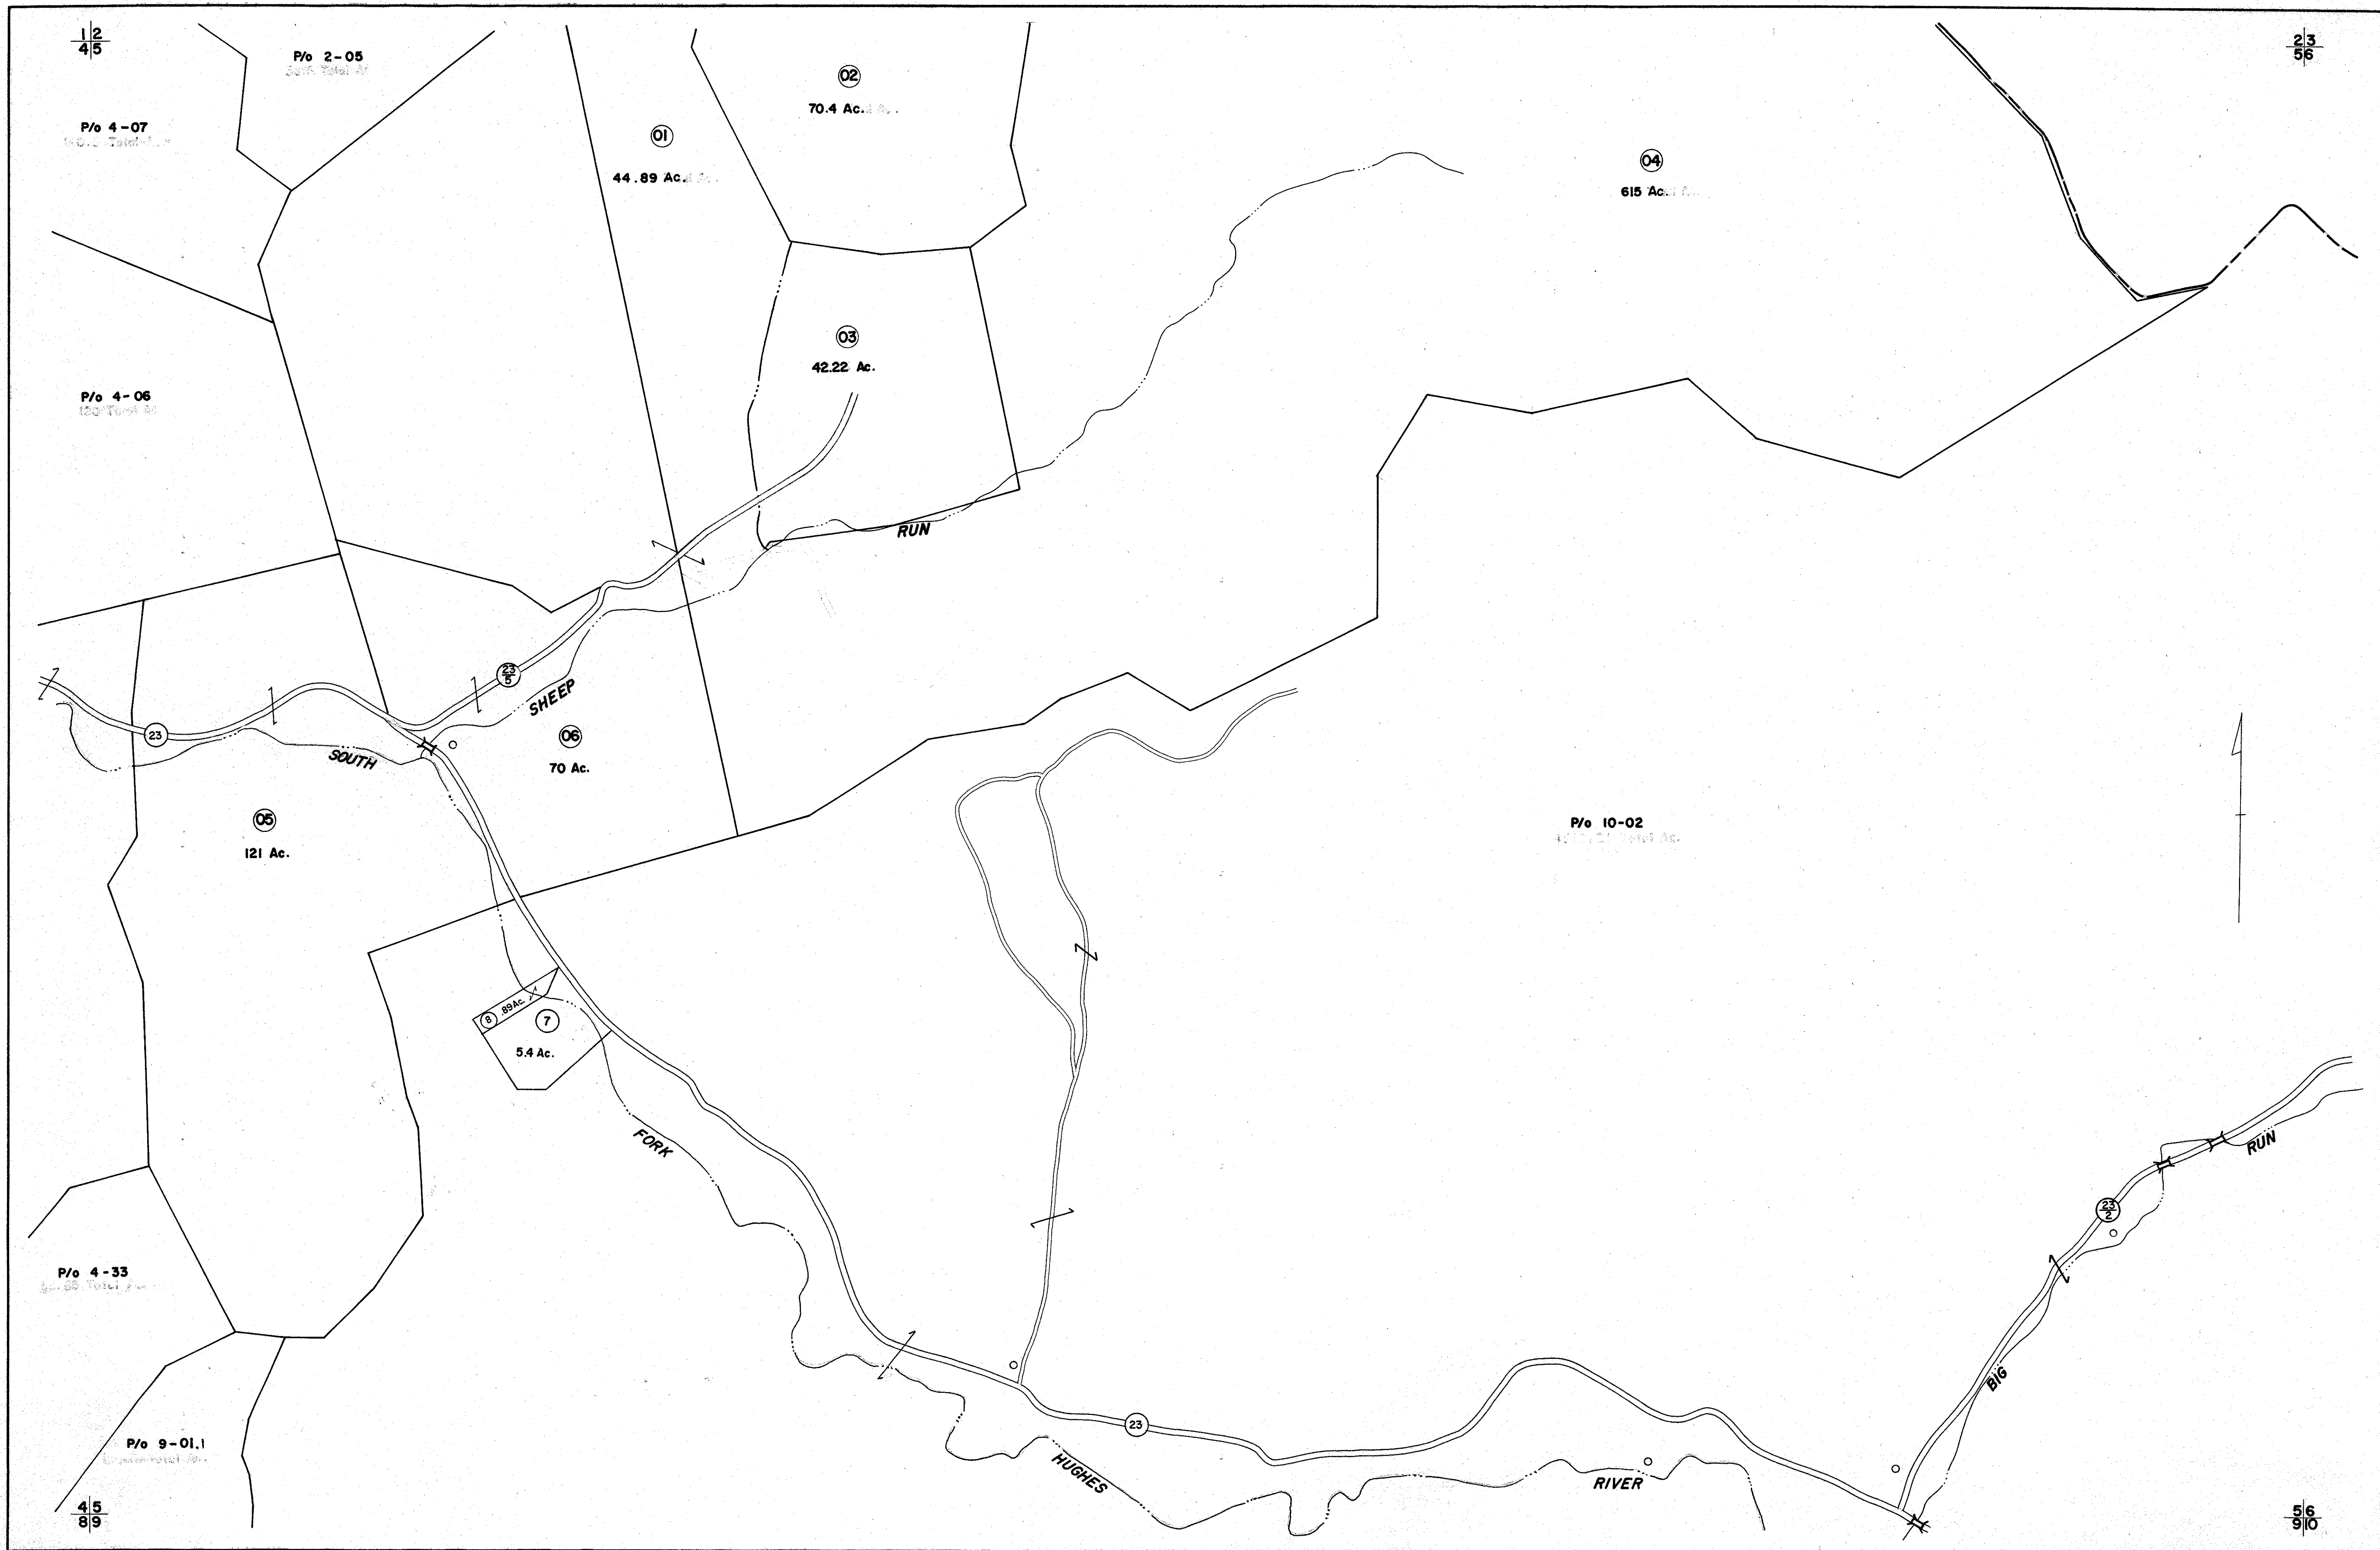 1 2
4 5
P/o 2-05
02
70.4 Ac.
2 3
5 6
P/o 4-07
01
44.89 Ac.
04
615 Ac.
03
42.22 Ac.
P/o 4-06
RUN
23
5
SHEEP
23
SOUTH
06
70 Ac.
05
121 Ac.
P/o 10-02
8
.89 Ac.
7
5.4 Ac.
FORK
RUN
23
2
P/o 4-33
BIG
23
P/o 9-01.1
HUGHES
RIVER
4 5
8 9
5 6
9 10